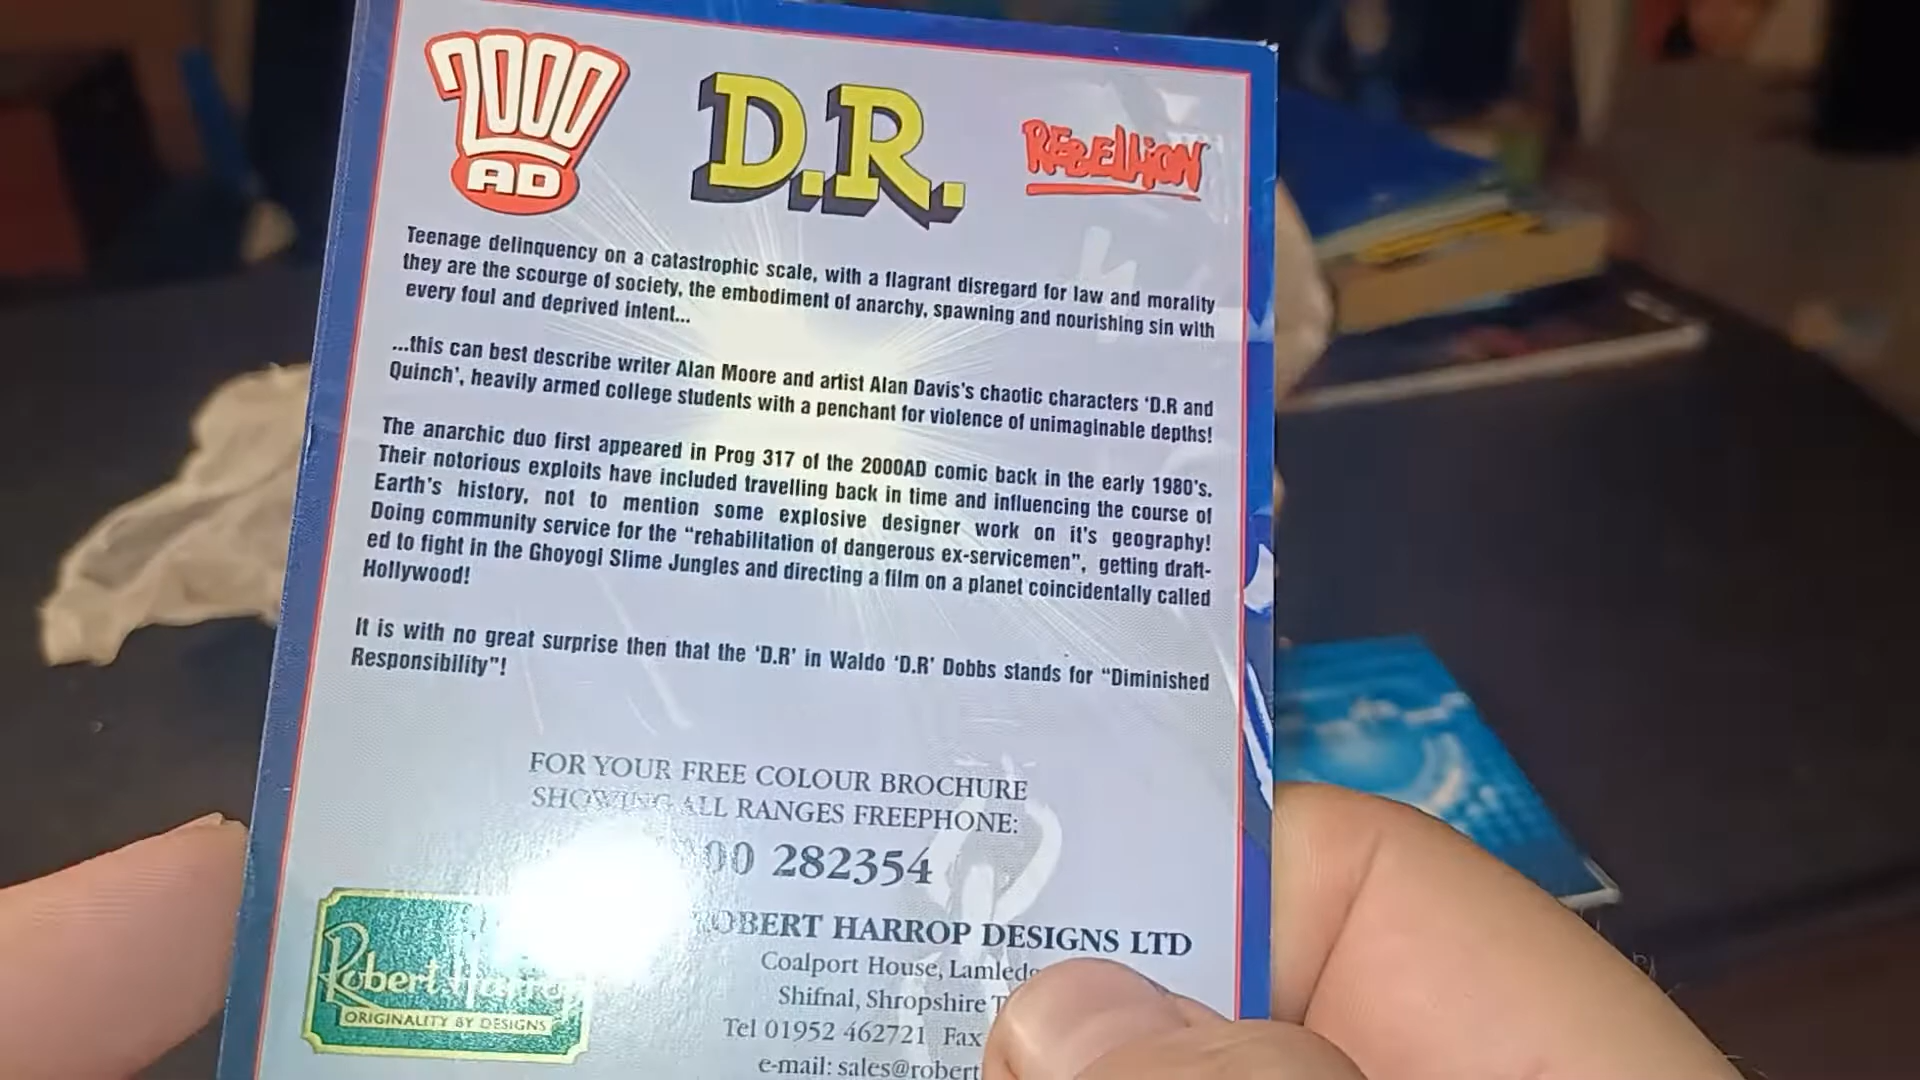 2000 AD
D.R.
REBELLION
Teenage delinquency on a catastrophic scale, with a flagrant disregard for law and morality
they are the scourge of society, the embodiment of anarchy, spawning and nourishing sin with
every foul and deprived intent...
...this can best describe writer Alan Moore and artist Alan Davis's chaotic characters ‘D.R and
Quinch’, heavily armed college students with a penchant for violence of unimaginable depths!
The anarchic duo first appeared in Prog 317 of the 2000AD comic back in the early 1980's.
Their notorious exploits have included travelling back in time and influencing the course of
Earth's history, not to mention some explosive designer work on it's geography!
Doing community service for the “rehabilitation of dangerous ex-servicemen”, getting draft-
ed to fight in the Ghoyogi Slime Jungles and directing a film on a planet coincidentally called
Hollywood!
It is with no great surprise then that the ‘D.R’ in Waldo ‘D.R’ Dobbs stands for “Diminished
Responsibility”!
FOR YOUR FREE COLOUR BROCHURE
SHOWING ALL RANGES FREEPHONE:
00 282354
ROBERT HARROP DESIGNS LTD
Coalport House,
Shifnal, Shropshire
Tel 01952 462721 Fax
e-mail: sales@robert
Robert Harrop
ORIGINALITY BY DESIGNS